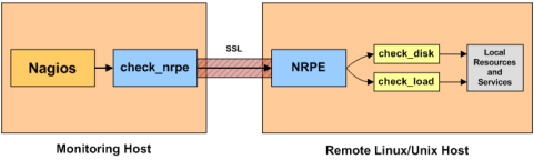 Nagios
check_nrpe
SSL
NRPE
check_disk
check_load
Local
Resources
and
Services
Monitoring Host
Remote Linux/Unix Host